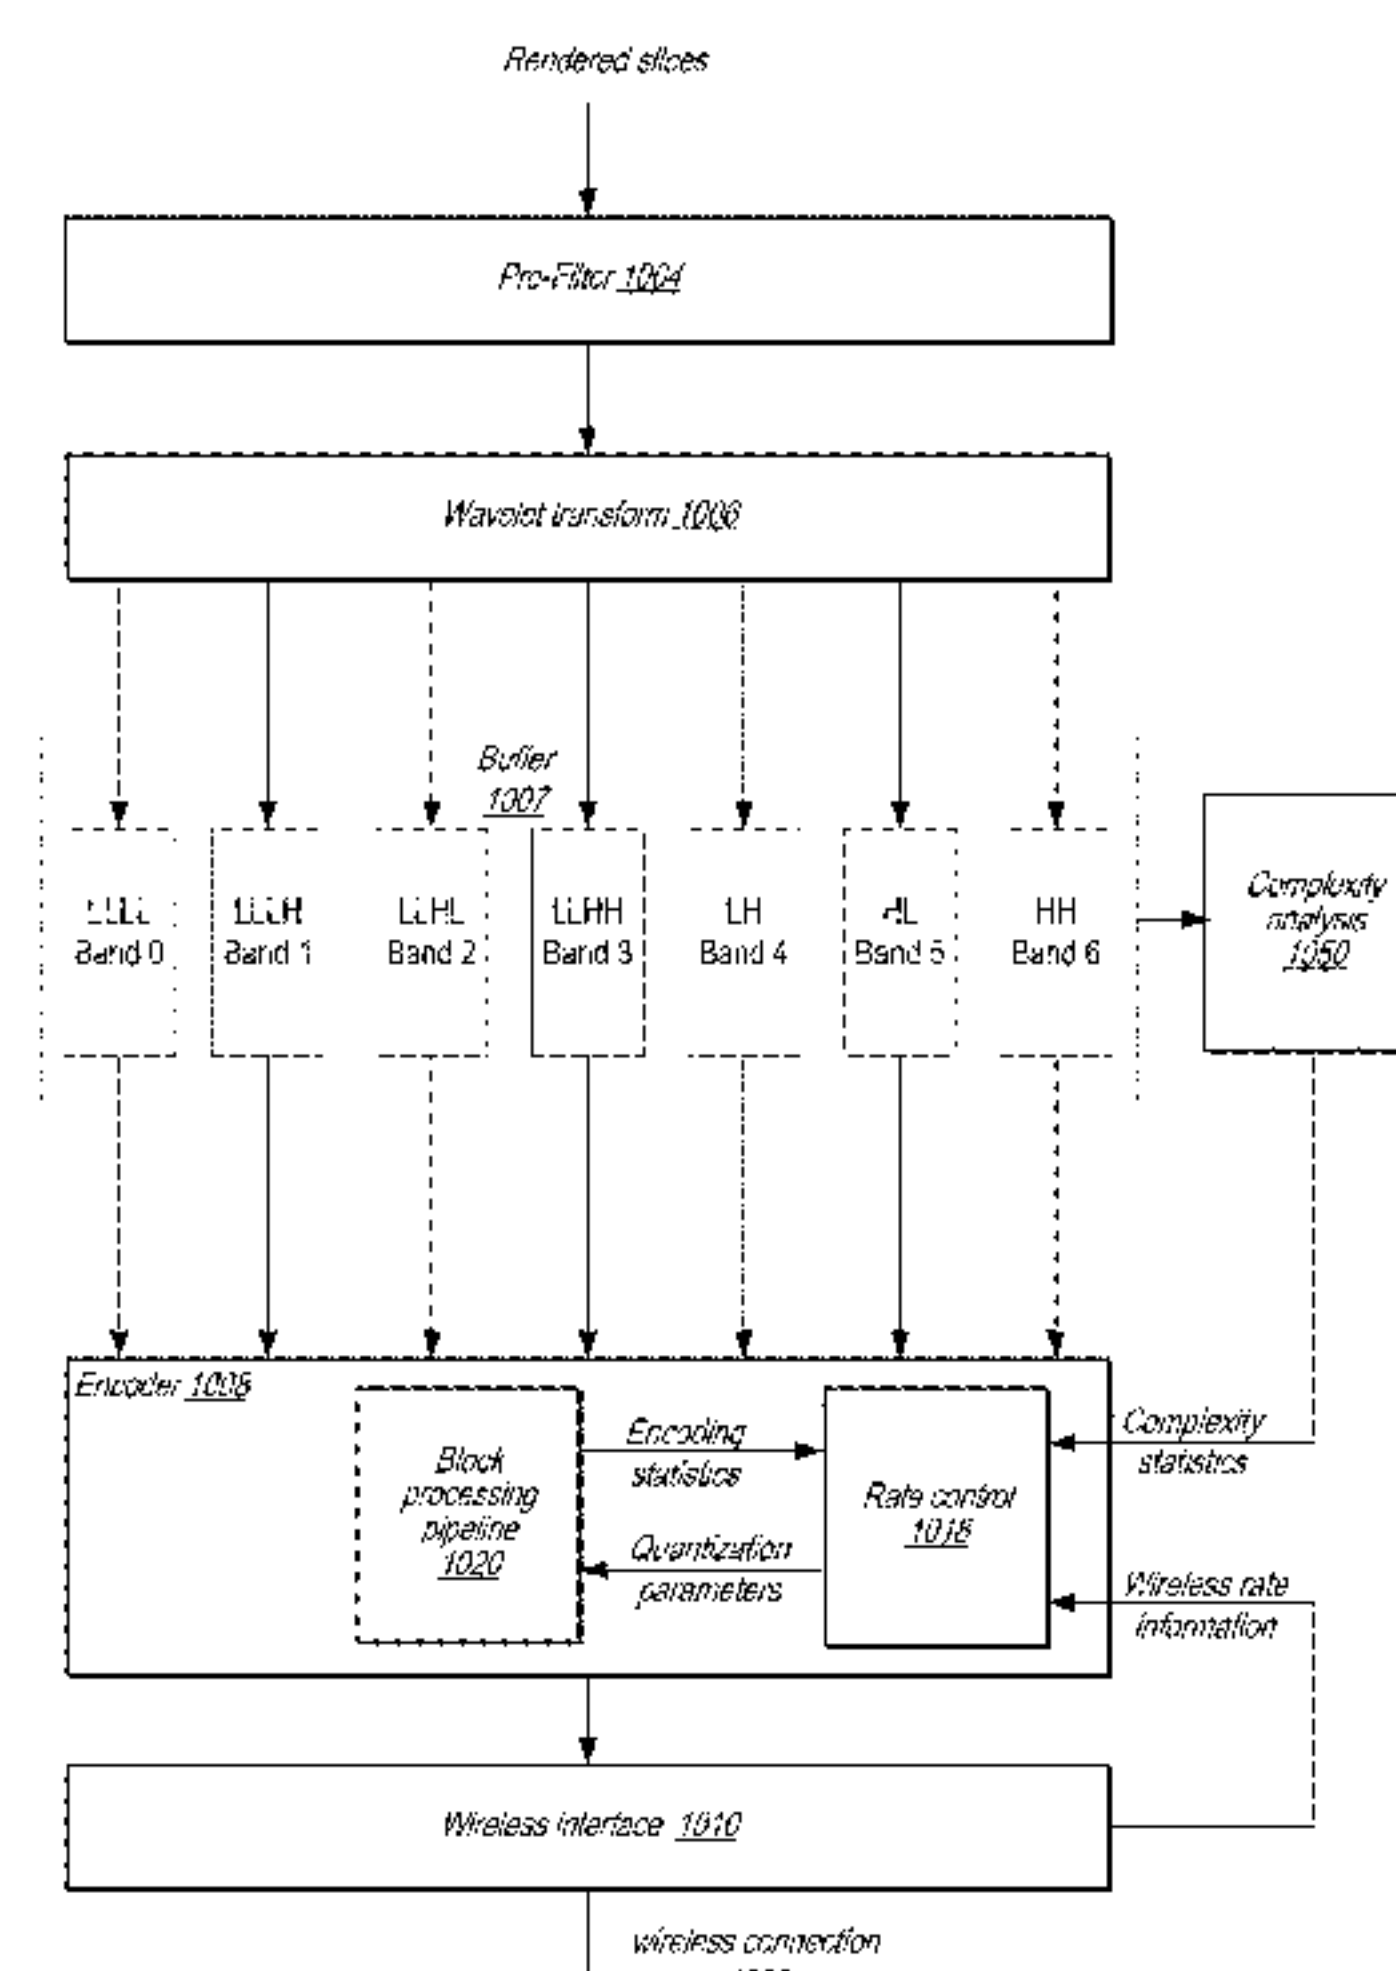 Rendered slices
Pre-Filter 1004
Wavelet transform 1006
Buffer
1007
LLLL
Band 0
LLLH
Band 1
LLHL
Band 2
LLHH
Band 3
LH
Band 4
HL
Band 5
HH
Band 6
Complexity
analysis
1050
Encoder 1008
Block
processing
pipeline
1020
Encoding
statistics
Quantization
parameters
Rate control
1018
Complexity
statistics
Wireless rate
information
Wireless interface 1010
wireless connection